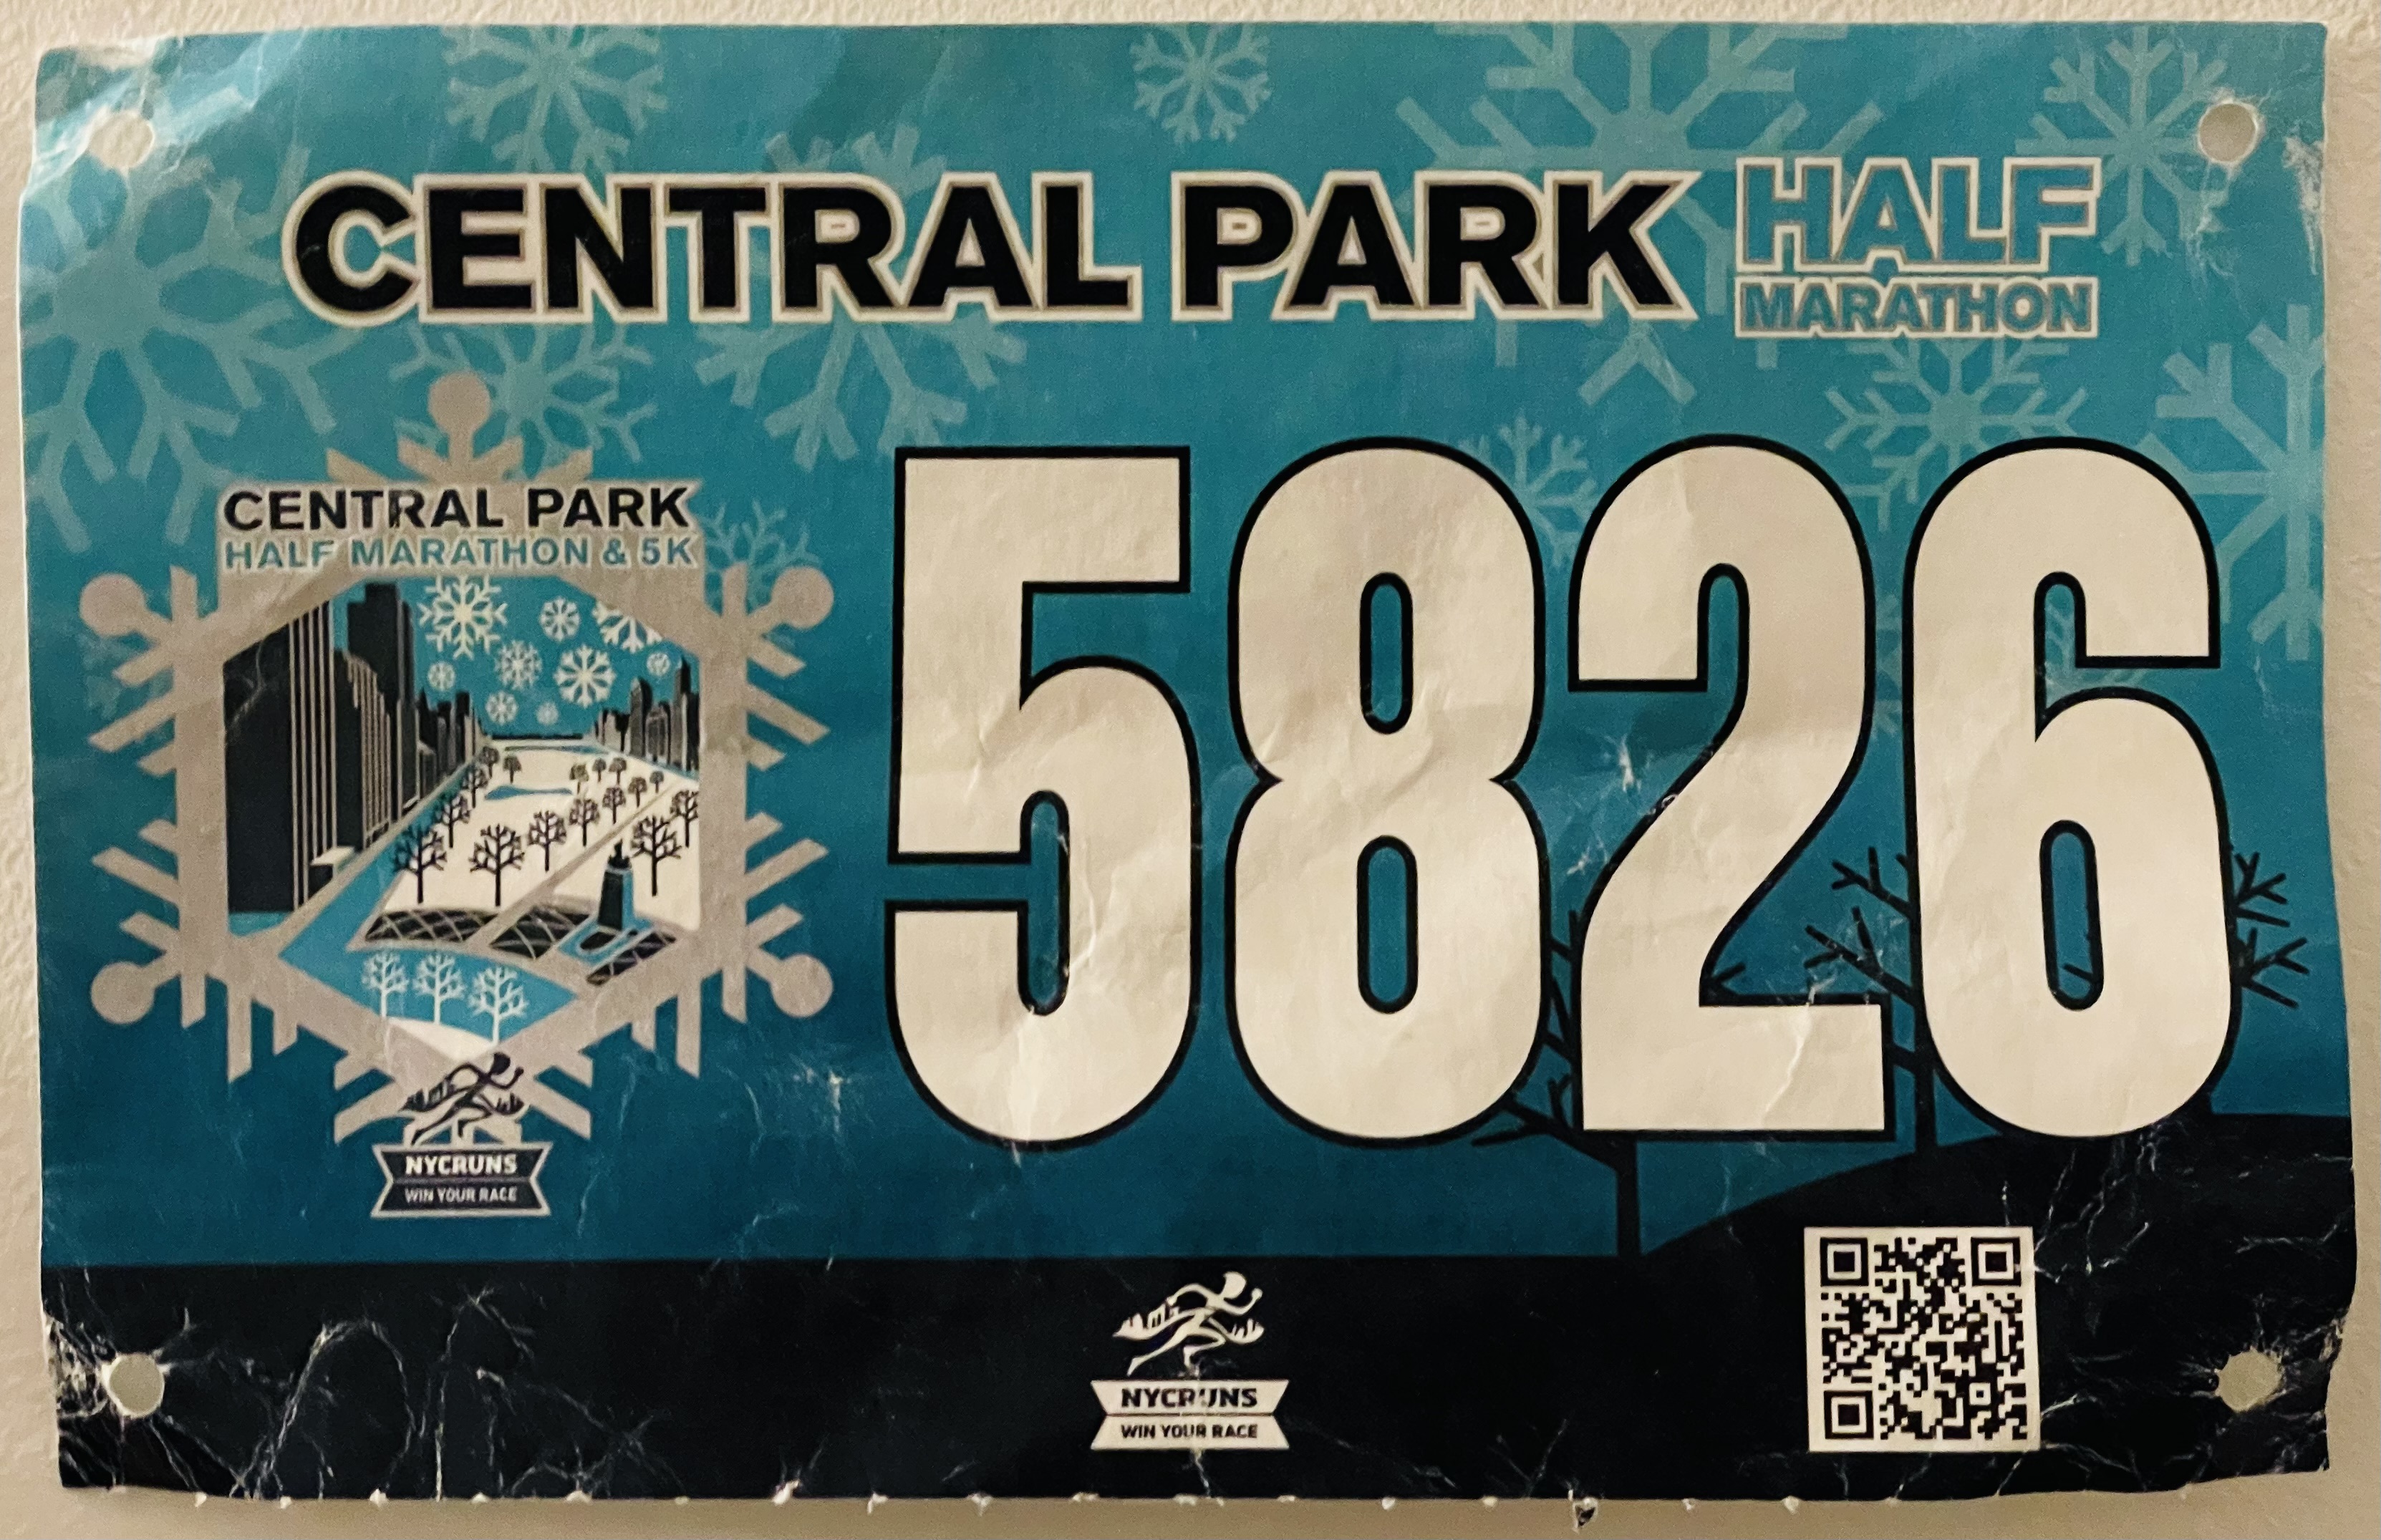 CENTRAL PARK HALF
MARATHON
CENTRAL PARK
HALF MARATHON & 5K
5826
NYCRUNS
WIN YOUR RACE
NYCRUNS
WIN YOUR RACE